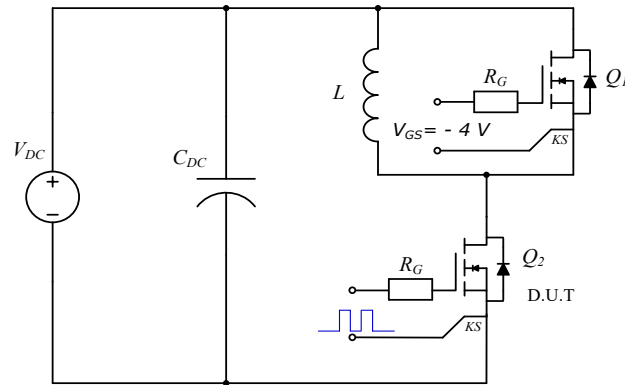 R_G
Q_1
L
V_GS = - 4 V
KS
V_DC
C_DC
+
−
R_G
Q_2
D.U.T
KS